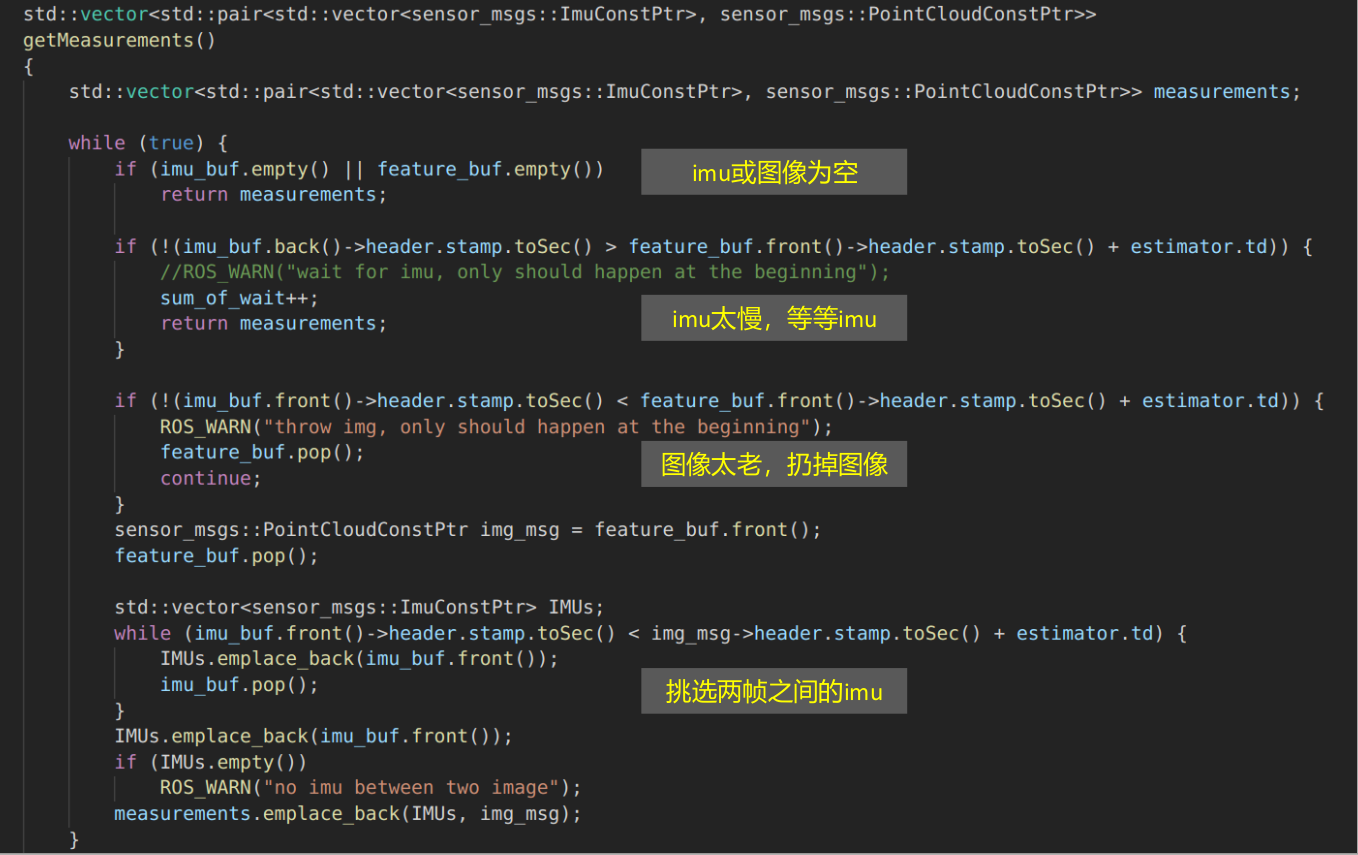 std::vector<std::pair<std::vector<sensor_msgs::ImuConstPtr>, sensor_msgs::PointCloudConstPtr>>
getMeasurements()
{
    std::vector<std::pair<std::vector<sensor_msgs::ImuConstPtr>, sensor_msgs::PointCloudConstPtr>> measurements;
    while (true) {
        if (imu_buf.empty() || feature_buf.empty())
imu或图像为空
            return measurements;
        if (!(imu_buf.back()->header.stamp.toSec() > feature_buf.front()->header.stamp.toSec() + estimator.td)) {
            //ROS_WARN("wait for imu, only should happen at the beginning");
            sum_of_wait++;
imu太慢，等等imu
            return measurements;
        }
        if (!(imu_buf.front()->header.stamp.toSec() < feature_buf.front()->header.stamp.toSec() + estimator.td)) {
            ROS_WARN("throw img, only should happen at the beginning");
            feature_buf.pop();
图像太老，扔掉图像
            continue;
        }
        sensor_msgs::PointCloudConstPtr img_msg = feature_buf.front();
        feature_buf.pop();
        std::vector<sensor_msgs::ImuConstPtr> IMUs;
        while (imu_buf.front()->header.stamp.toSec() < img_msg->header.stamp.toSec() + estimator.td) {
            IMUs.emplace_back(imu_buf.front());
            imu_buf.pop();
挑选两帧之间的imu
        }
        IMUs.emplace_back(imu_buf.front());
        if (IMUs.empty())
            ROS_WARN("no imu between two image");
        measurements.emplace_back(IMUs, img_msg);
    }